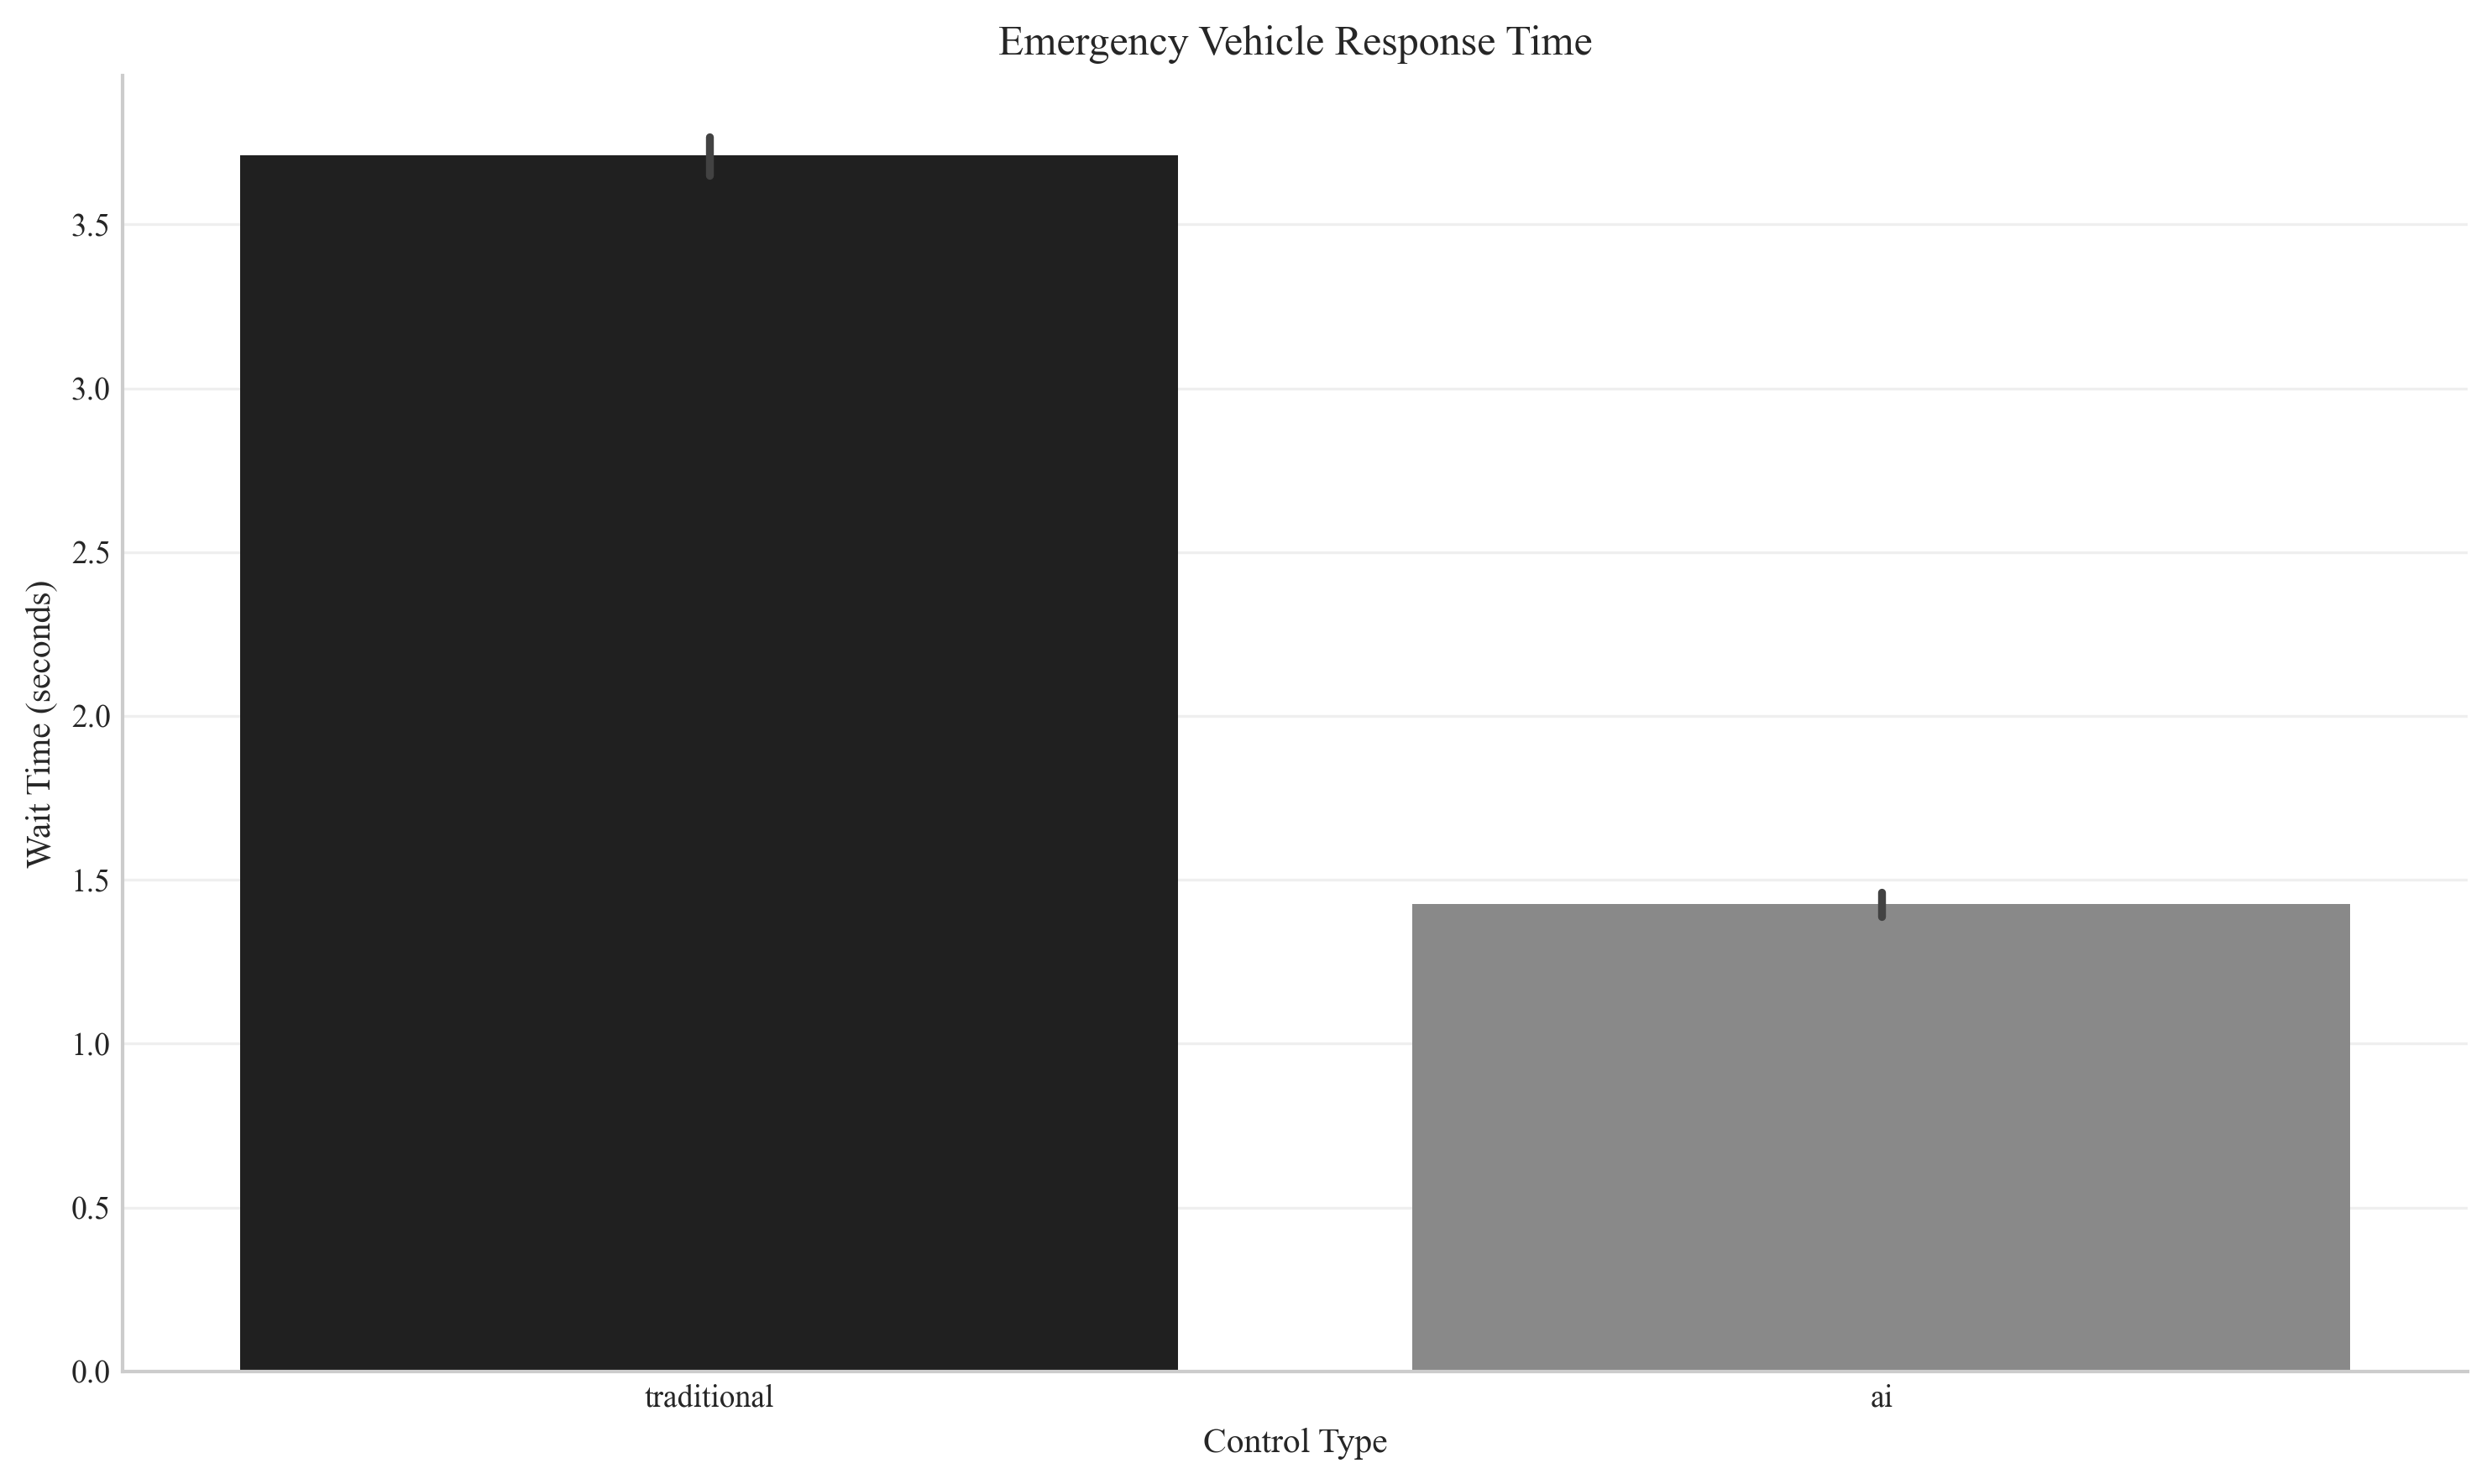 Emergency Vehicle Response Time
Wait Time (seconds)
3.5
3.0
2.5
2.0
1.5
1.0
0.5
0.0
traditional
ai
Control Type